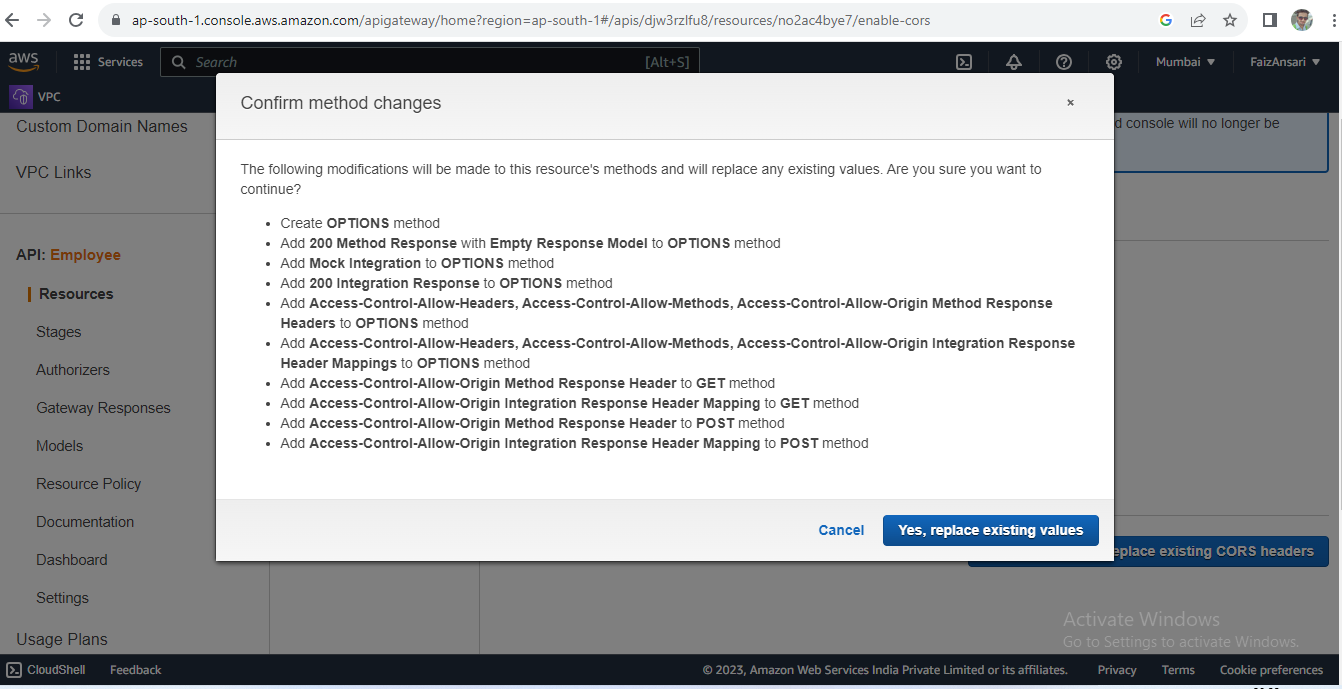 ap-south-1.console.aws.amazon.com/apigateway/home?region=ap-south-1#/apis/djw3rzlfu8/resources/no2ac4bye7/enable-cors
aws
Services
Search
[Alt+S]
Mumbai
FaizAnsari
VPC
Custom Domain Names
VPC Links
API: Employee
Resources
Stages
Authorizers
Gateway Responses
Models
Resource Policy
Documentation
Dashboard
Settings
Usage Plans
d console will no longer be
Confirm method changes
×
The following modifications will be made to this resource's methods and will replace any existing values. Are you sure you want to
continue?
• Create OPTIONS method
• Add 200 Method Response with Empty Response Model to OPTIONS method
• Add Mock Integration to OPTIONS method
• Add 200 Integration Response to OPTIONS method
• Add Access-Control-Allow-Headers, Access-Control-Allow-Methods, Access-Control-Allow-Origin Method Response
Headers to OPTIONS method
• Add Access-Control-Allow-Headers, Access-Control-Allow-Methods, Access-Control-Allow-Origin Integration Response
Header Mappings to OPTIONS method
• Add Access-Control-Allow-Origin Method Response Header to GET method
• Add Access-Control-Allow-Origin Integration Response Header Mapping to GET method
• Add Access-Control-Allow-Origin Method Response Header to POST method
• Add Access-Control-Allow-Origin Integration Response Header Mapping to POST method
Cancel
Yes, replace existing values
eplace existing CORS headers
Activate Windows
Go to Settings to activate Windows.
CloudShell
Feedback
© 2023, Amazon Web Services India Private Limited or its affiliates.
Privacy
Terms
Cookie preferences